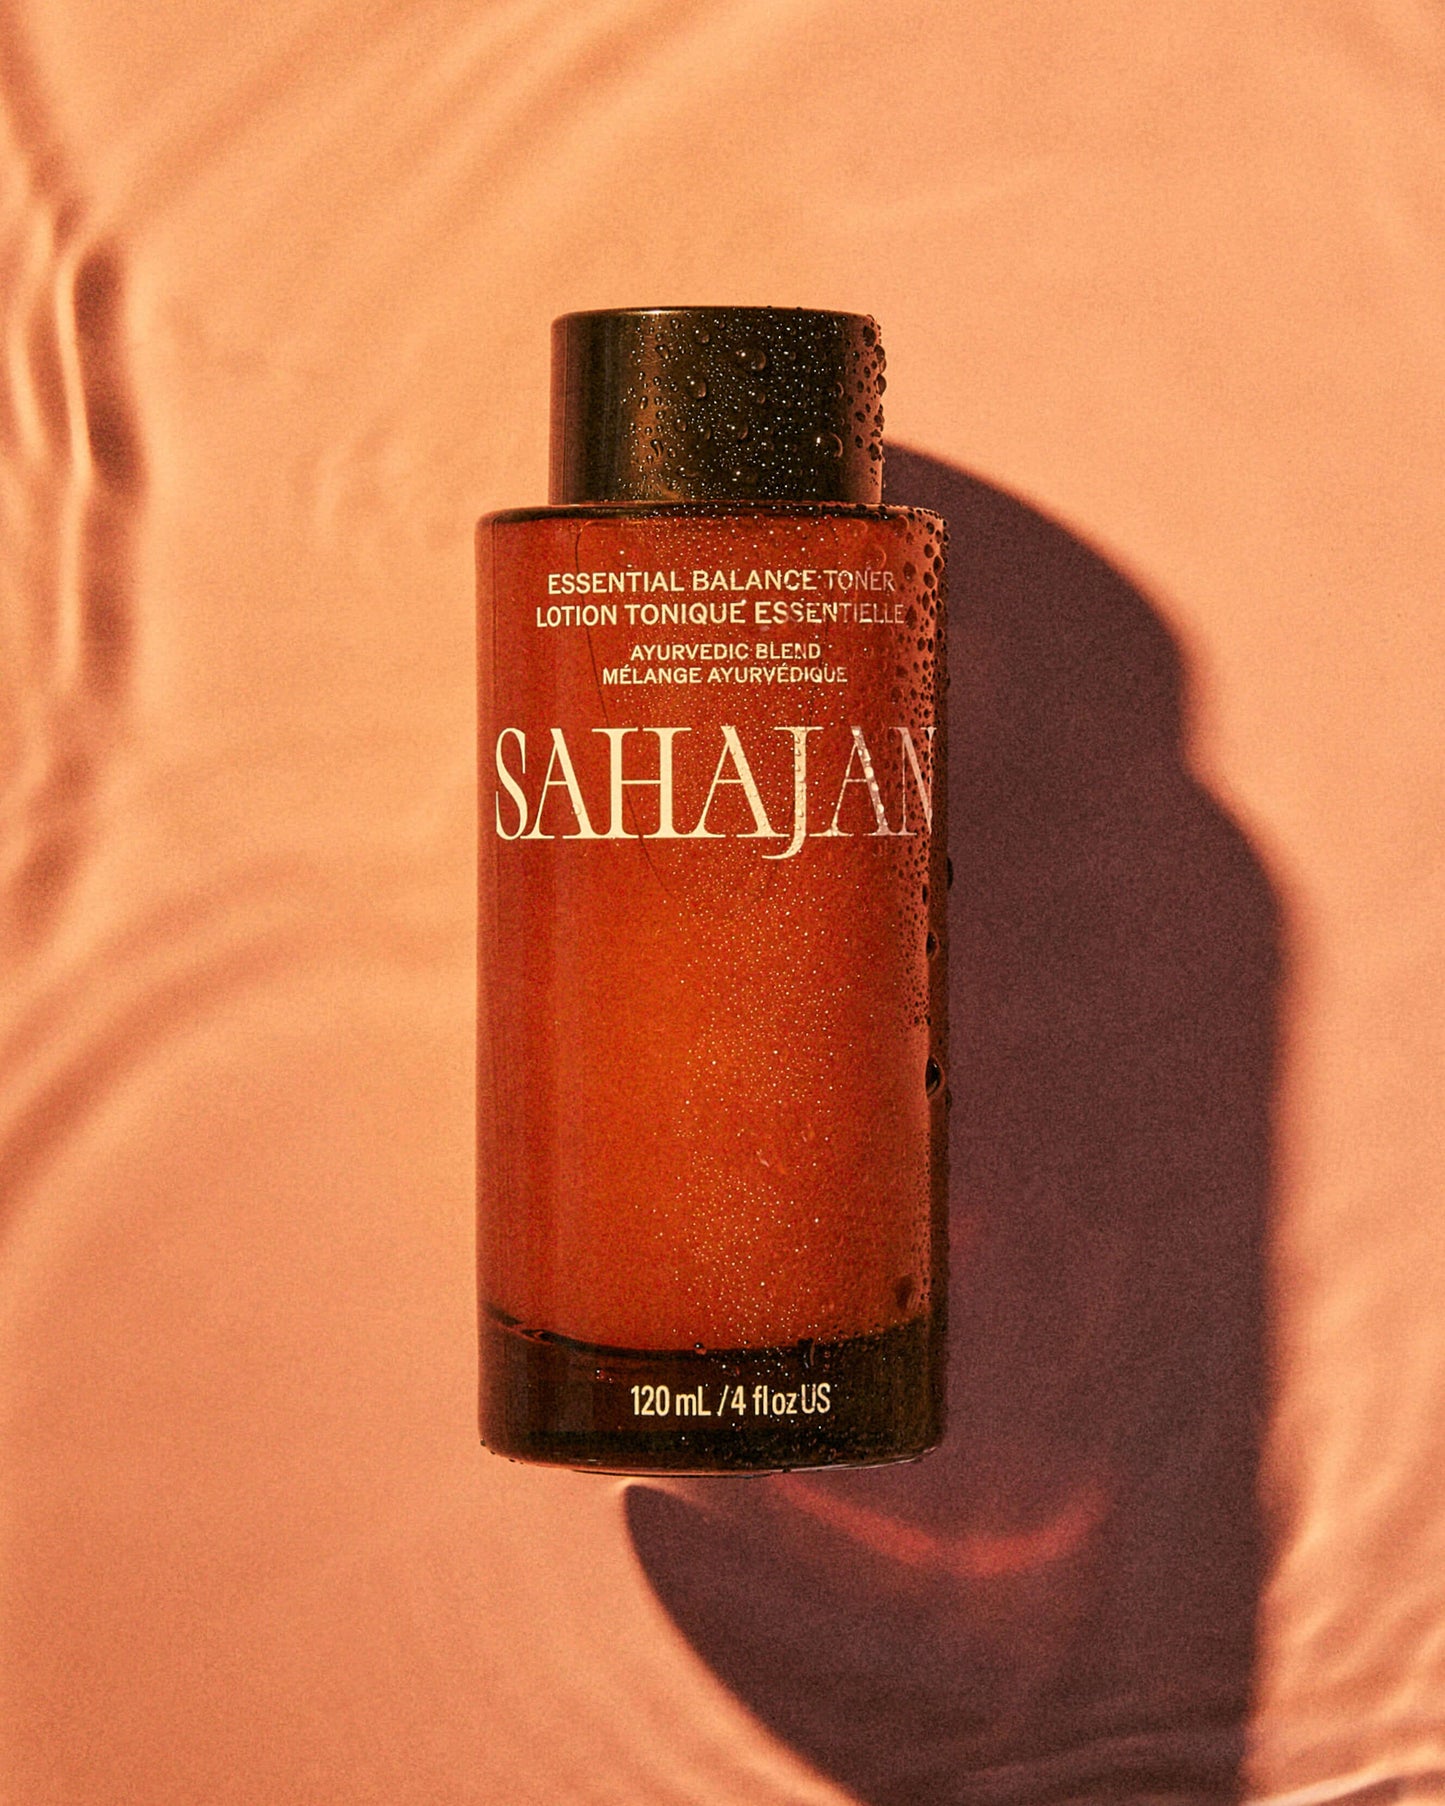 ESSENTIAL BALANCE TONER
LOTION TONIQUE ESSENTIELLE
AYURVEDIC BLEND
MÉLANGE AYURVÉDIQUE
SAHAJAN
120 mL / 4 fl oz US